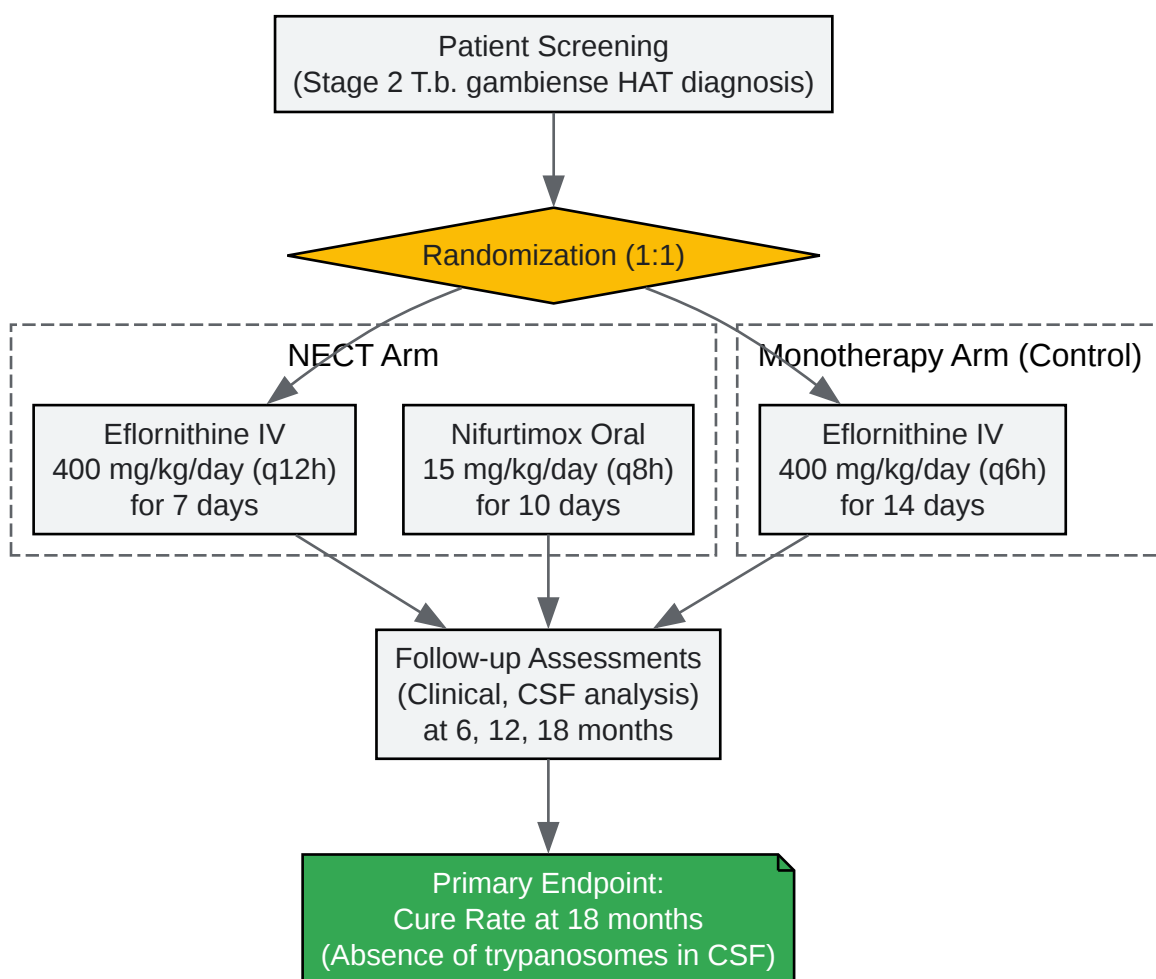 Patient Screening
(Stage 2 T.b. gambiense HAT diagnosis)
Randomization (1:1)
NECT Arm
Monotherapy Arm (Control)
Eflornithine IV
400 mg/kg/day (q12h)
for 7 days
Nifurtimox Oral
15 mg/kg/day (q8h)
for 10 days
Eflornithine IV
400 mg/kg/day (q6h)
for 14 days
Follow-up Assessments
(Clinical, CSF analysis)
at 6, 12, 18 months
Primary Endpoint:
Cure Rate at 18 months
(Absence of trypanosomes in CSF)